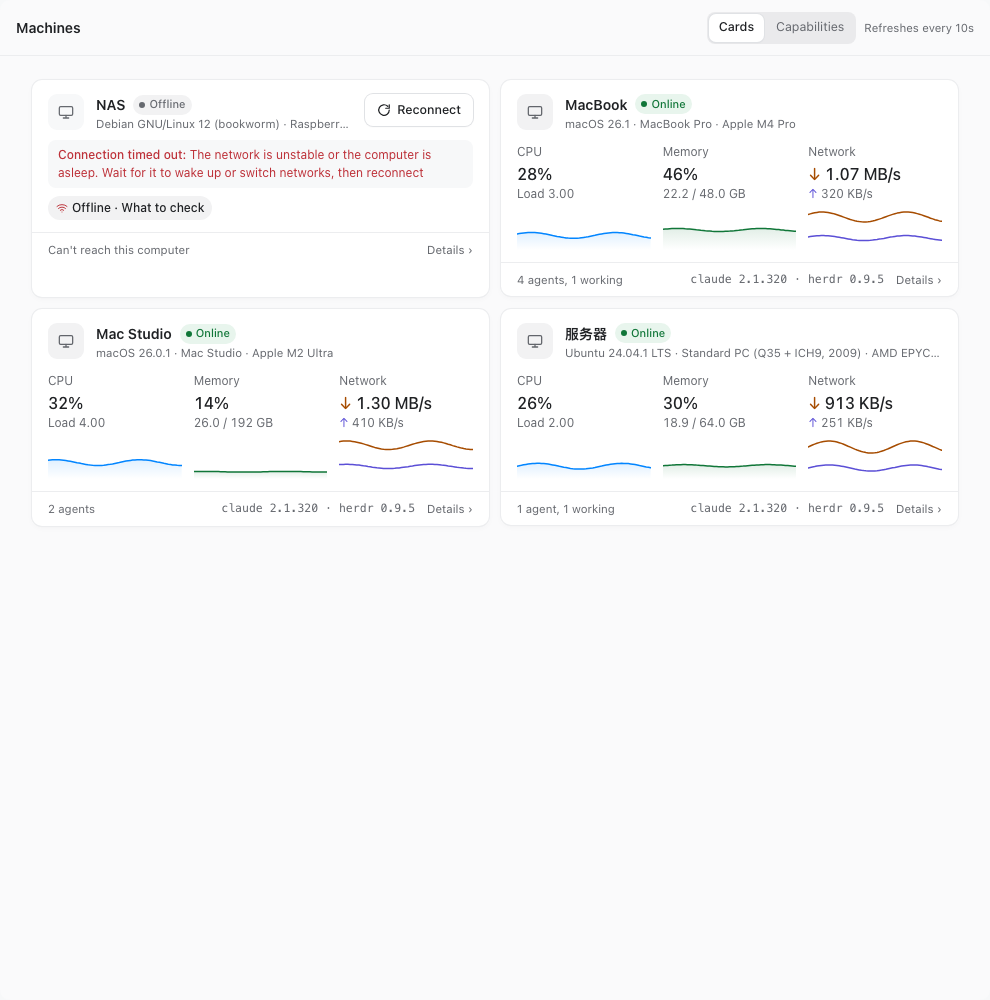 Machines
Cards
Capabilities
Refreshes every 10s
NAS
Offline
Debian GNU/Linux 12 (bookworm) · Raspberr…
Reconnect
Connection timed out: The network is unstable or the computer is
asleep. Wait for it to wake up or switch networks, then reconnect
Offline · What to check
Can't reach this computer
Details ›
MacBook
Online
macOS 26.1 · MacBook Pro · Apple M4 Pro
CPU
Memory
Network
28%
46%
↓ 1.07 MB/s
Load 3.00
22.2 / 48.0 GB
↑ 320 KB/s
4 agents, 1 working
claude 2.1.320 · herdr 0.9.5
Details ›
Mac Studio
Online
macOS 26.0.1 · Mac Studio · Apple M2 Ultra
CPU
Memory
Network
32%
14%
↓ 1.30 MB/s
Load 4.00
26.0 / 192 GB
↑ 410 KB/s
2 agents
claude 2.1.320 · herdr 0.9.5
Details ›
服务器
Online
Ubuntu 24.04.1 LTS · Standard PC (Q35 + ICH9, 2009) · AMD EPYC…
CPU
Memory
Network
26%
30%
↓ 913 KB/s
Load 2.00
18.9 / 64.0 GB
↑ 251 KB/s
1 agent, 1 working
claude 2.1.320 · herdr 0.9.5
Details ›